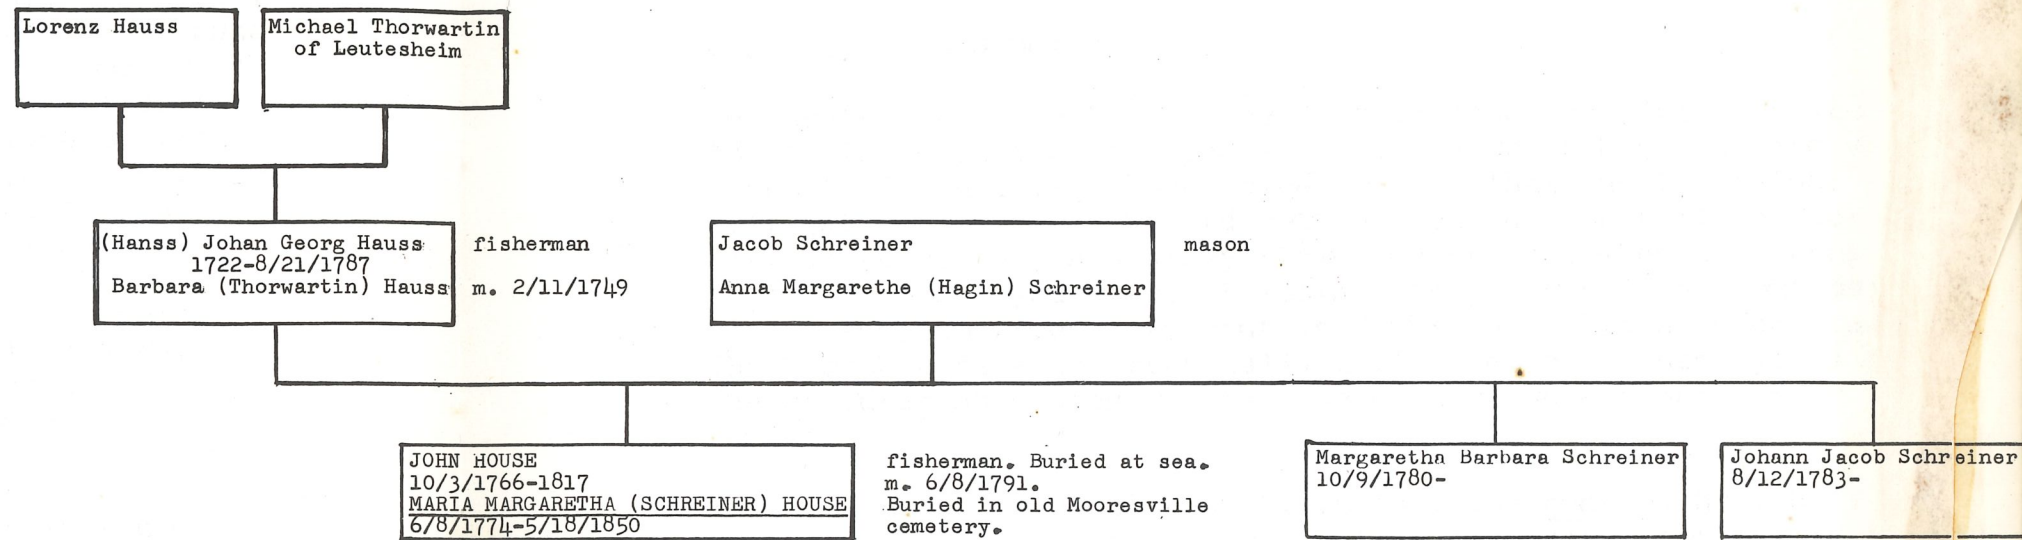 Lorenz Hauss
Michael Thorwartin
of Leutesheim
(Hanss) Johan Georg Hauss
1722-8/21/1787
Barbara (Thorwartin) Hauss
fisherman
m. 2/11/1749
Jacob Schreiner
Anna Margarethe (Hagin) Schreiner
mason
JOHN HOUSE
10/3/1766-1817
MARIA MARGARETHA (SCHREINER) HOUSE
6/8/1774-5/18/1850
fisherman. Buried at sea.
m. 6/8/1791.
Buried in old Mooresville
cemetery.
Margaretha Barbara Schreiner
10/9/1780-
Johann Jacob Schreiner
8/12/1783-